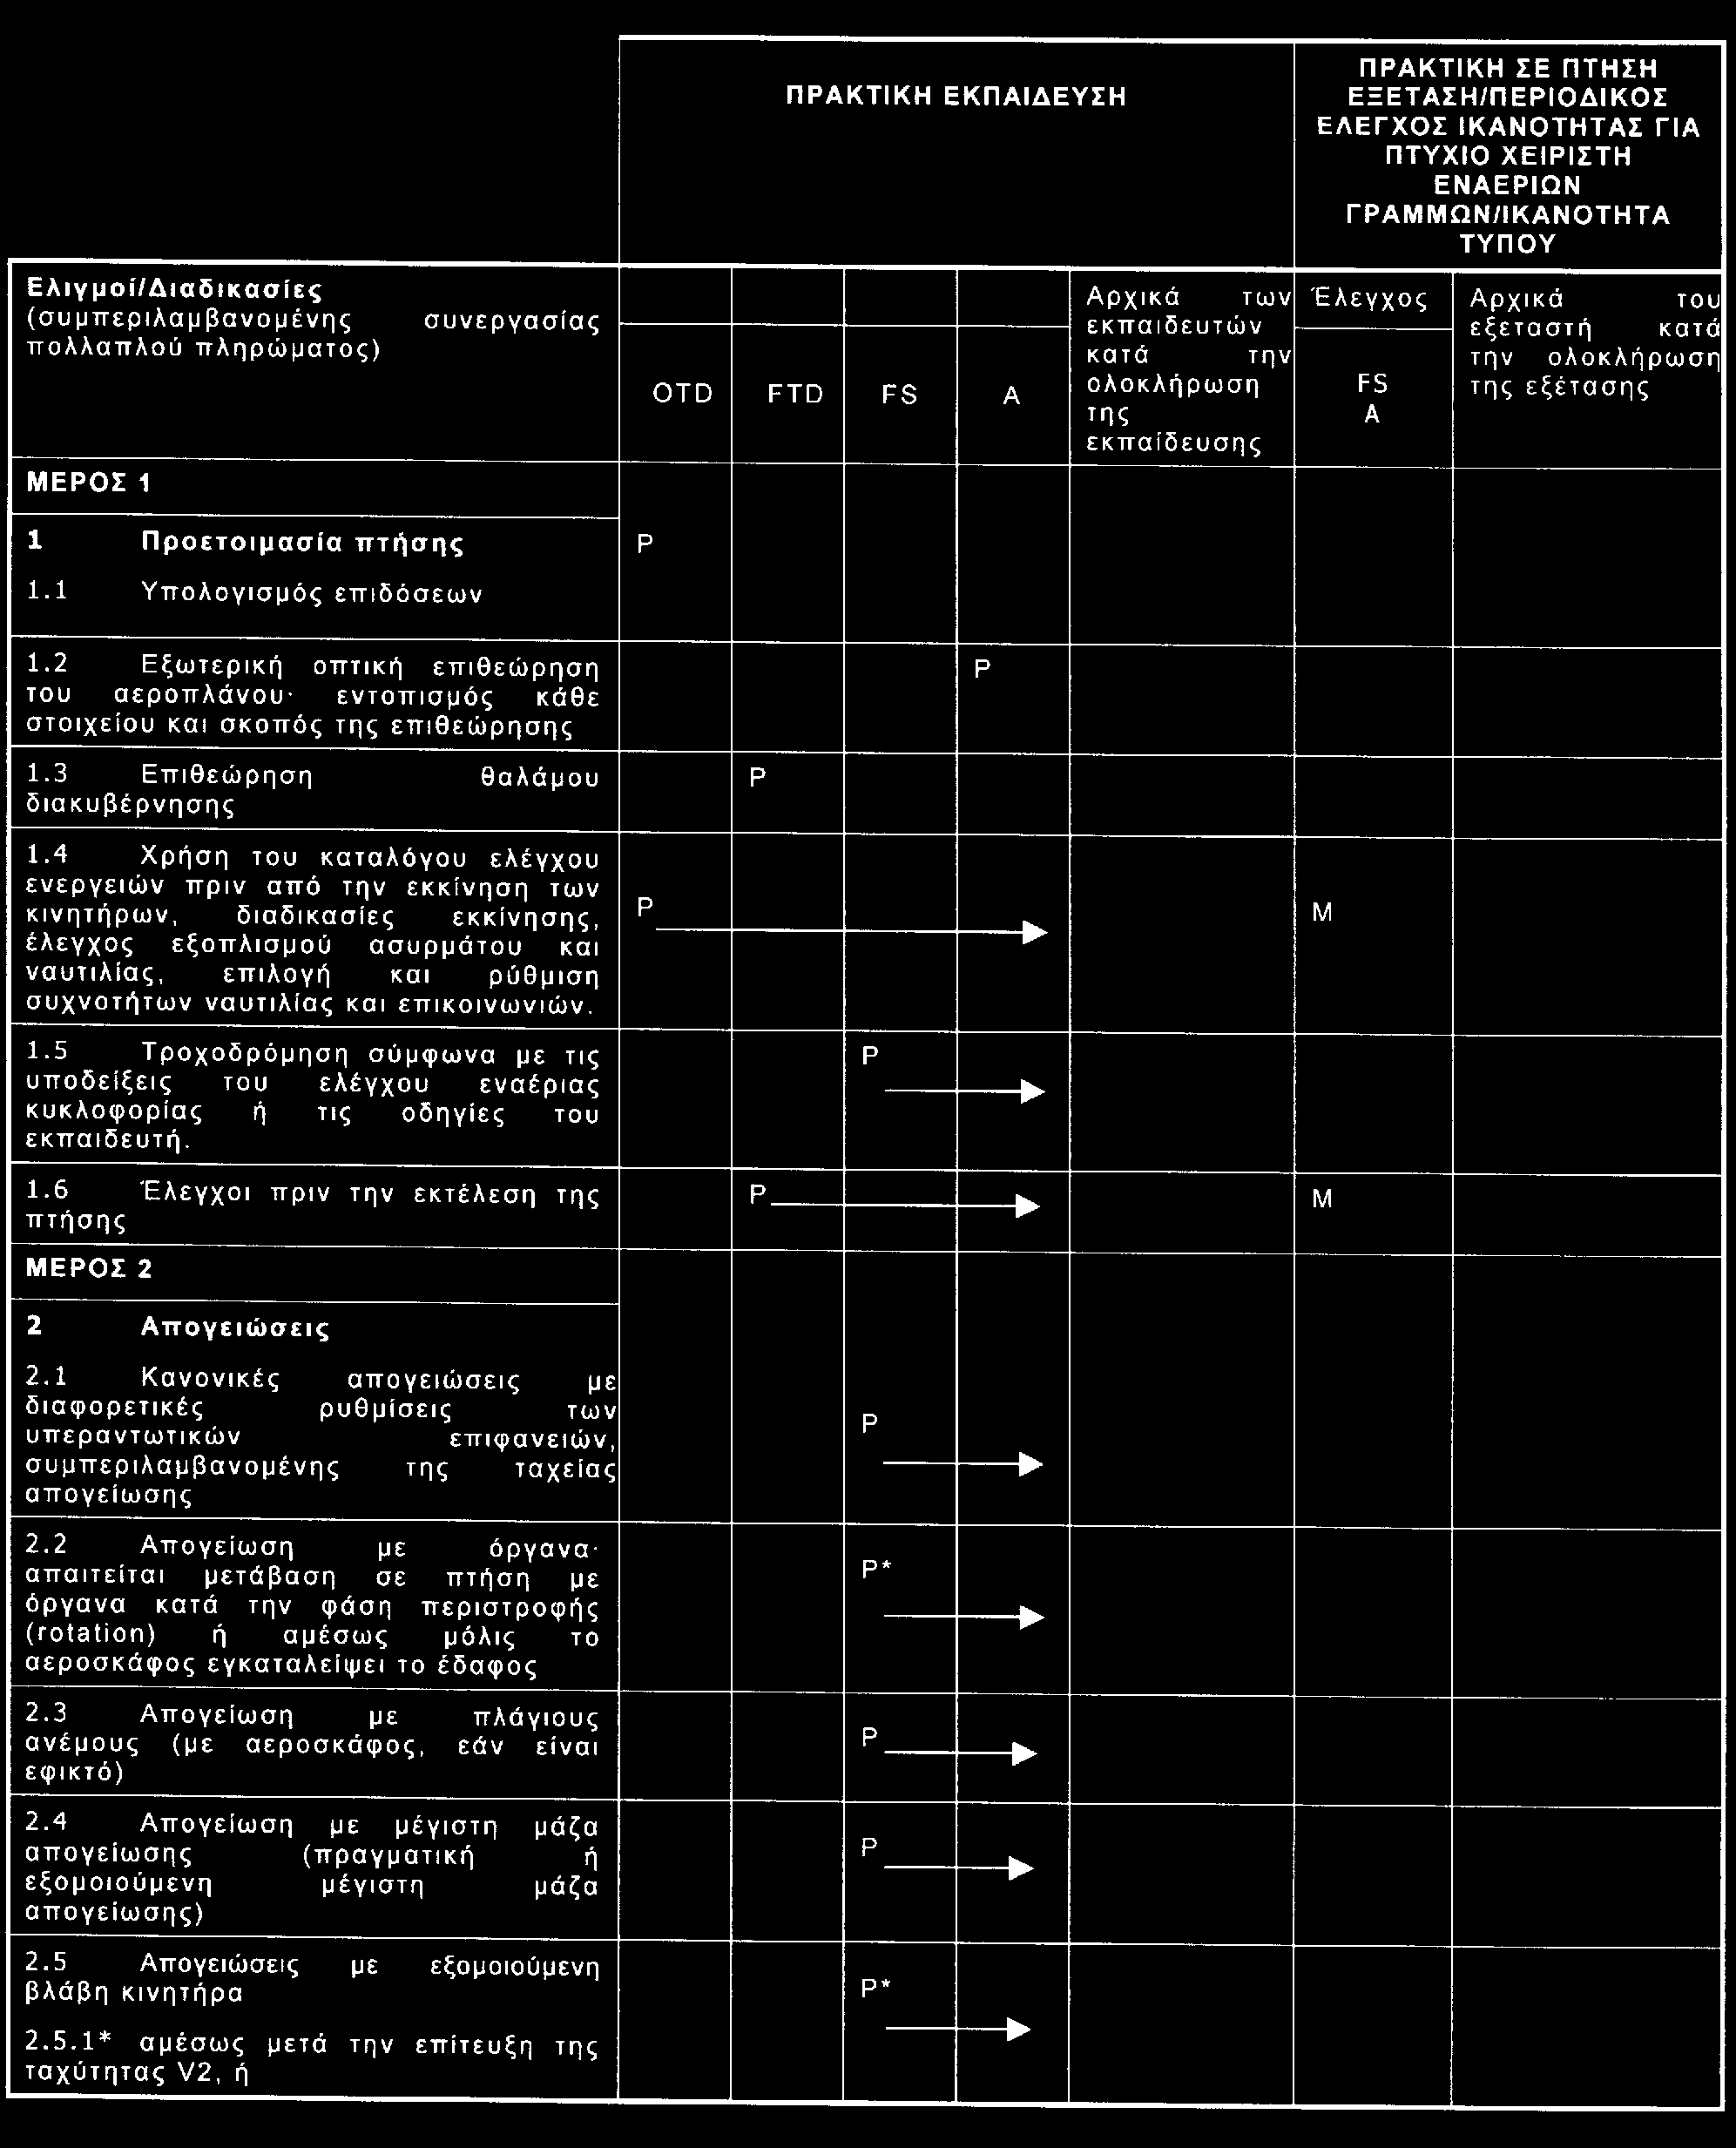 ΠΡΑΚΤΙΚΗ ΕΚΠΑΙΔΕΥΣΗ
ΠΡΑΚΤΙΚΗ ΣΕ ΠΤΗΣΗ
ΕΞΕΤΑΣΗ/ΠΕΡΙΟΔΙΚΟΣ
ΕΛΕΓΧΟΣ ΙΚΑΝΟΤΗΤΑΣ ΓΙΑ
ΠΤΥΧΙΟ ΧΕΙΡΙΣΤΗ
ΕΝΑΕΡΙΩΝ
ΓΡΑΜΜΩΝ/ΙΚΑΝΟΤΗΤΑ
ΤΥΠΟΥ
Ελιγμοί/Διαδικασίες
(συμπεριλαμβανομένης συνεργασίας
πολλαπλού πληρώματος)
OTD
FTD
FS
A
Αρχικά των
εκπαιδευτών
κατά την
ολοκλήρωση
της
εκπαίδευσης
Έλεγχος
FS
A
Αρχικά του
εξεταστή κατά
την ολοκλήρωση
της εξέτασης
ΜΕΡΟΣ 1
1 Προετοιμασία πτήσης P
1.1 Υπολογισμός επιδόσεων
1.2 Εξωτερική οπτική επιθεώρηση P
του αεροπλάνου· εντοπισμός κάθε
στοιχείου και σκοπός της επιθεώρησης
1.3 Επιθεώρηση θαλάμου P
διακυβέρνησης
1.4 Χρήση του καταλόγου ελέγχου
ενεργειών πριν από την εκκίνηση των
κινητήρων, διαδικασίες εκκίνησης, P M
έλεγχος εξοπλισμού ασυρμάτου και
ναυτιλίας, επιλογή και ρύθμιση
συχνοτήτων ναυτιλίας και επικοινωνιών.
1.5 Τροχοδρόμηση σύμφωνα με τις P
υποδείξεις του ελέγχου εναέριας
κυκλοφορίας ή τις οδηγίες του
εκπαιδευτή.
1.6 Έλεγχοι πριν την εκτέλεση της P M
πτήσης
ΜΕΡΟΣ 2
2 Απογειώσεις
2.1 Κανονικές απογειώσεις με
διαφορετικές ρυθμίσεις των
υπεραντωτικών επιφανειών, P
συμπεριλαμβανομένης της ταχείας
απογείωσης
2.2 Απογείωση με όργανα·
απαιτείται μετάβαση σε πτήση με P*
όργανα κατά την φάση περιστροφής
(rotation) ή αμέσως μόλις το
αεροσκάφος εγκαταλείψει το έδαφος
2.3 Απογείωση με πλάγιους
ανέμους (με αεροσκάφος, εάν είναι P
εφικτό)
2.4 Απογείωση με μέγιστη μάζα
απογείωσης (πραγματική ή P
εξομοιούμενη μέγιστη μάζα
απογείωσης)
2.5 Απογειώσεις με εξομοιούμενη
βλάβη κινητήρα P*
2.5.1* αμέσως μετά την επίτευξη της
ταχύτητας V2, ή